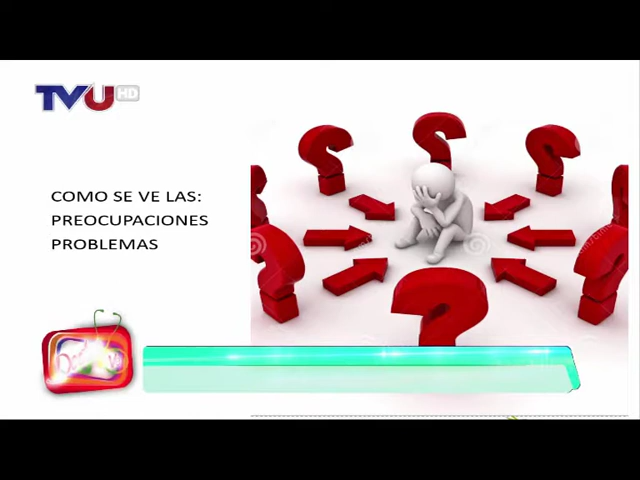 TVU HD
COMO SE VE LAS:
PREOCUPACIONES
PROBLEMAS